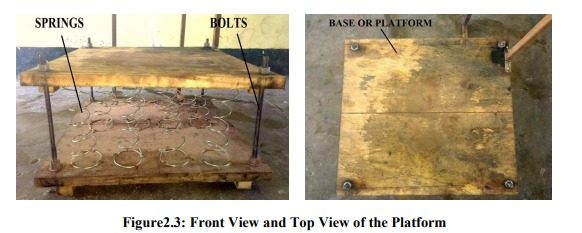 SPRINGS
BOLTS
BASE OR PLATFORM
Figure2.3: Front View and Top View of the Platform